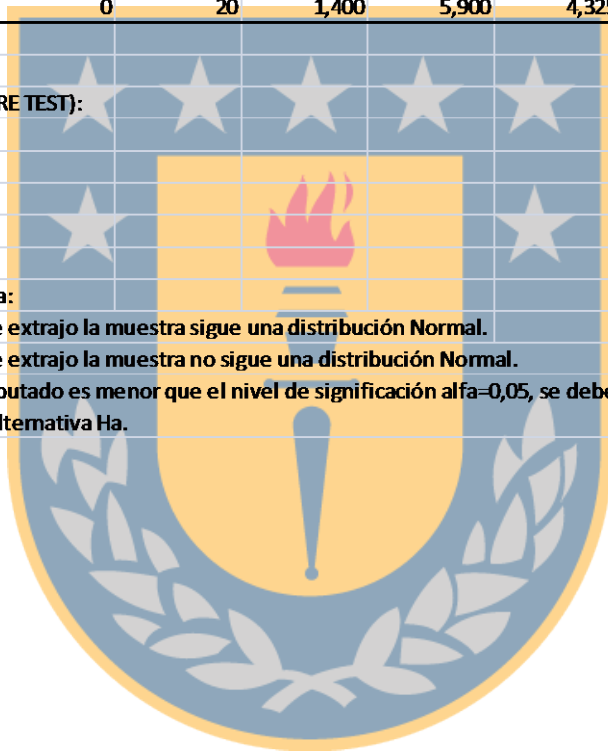 0 20 1,400 5,900 4,325
RE TEST):
a:
e extrajo la muestra sigue una distribución Normal.
e extrajo la muestra no sigue una distribución Normal.
putado es menor que el nivel de significación alfa=0,05, se debe
lternativa Ha.